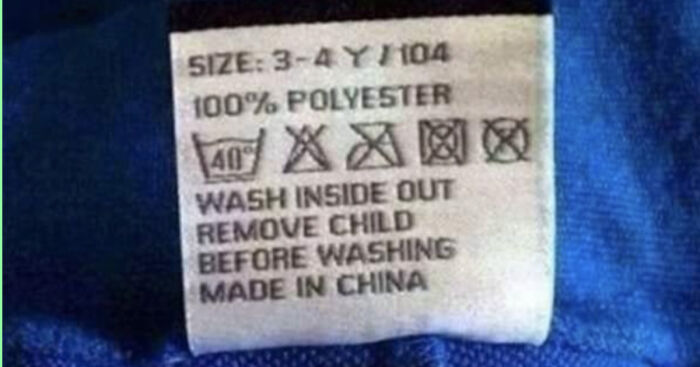 SIZE: 3-4 Y / 104
100% POLYESTER
40°
WASH INSIDE OUT
REMOVE CHILD
BEFORE WASHING
MADE IN CHINA